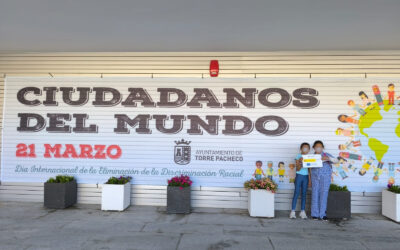 CIUDADANOS
DEL MUNDO
21 MARZO
AYUNTAMIENTO DE
TORRE PACHECO
Día Internacional de la Eliminación de la Discriminación Racial